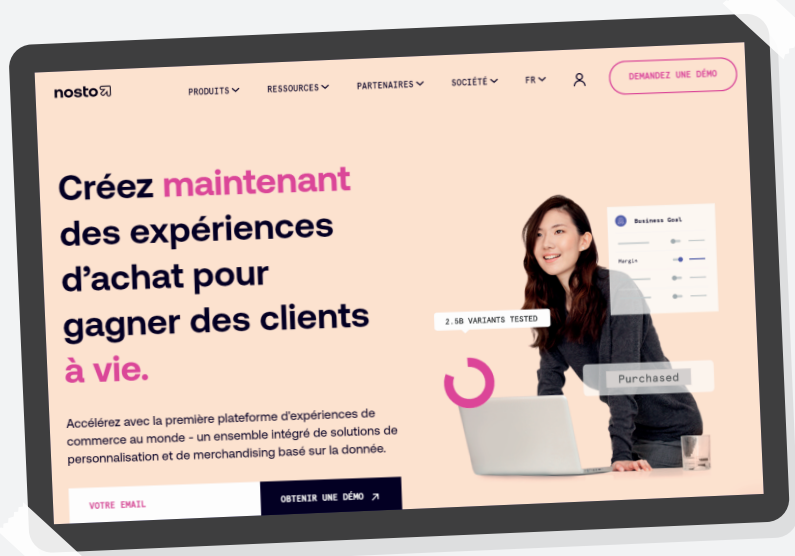 nosto
PRODUITS
RESSOURCES
PARTENAIRES
SOCIÉTÉ
FR
DEMANDEZ UNE DÉMO
Créez maintenant
des expériences
d’achat pour
gagner des clients
à vie.
Accélérez avec la première plateforme d'expériences de
commerce au monde - un ensemble intégré de solutions de
personnalisation et de merchandising basé sur la donnée.
VOTRE EMAIL
OBTENIR UNE DÉMO
Business Goal
Margin
2.5B VARIANTS TESTED
Purchased